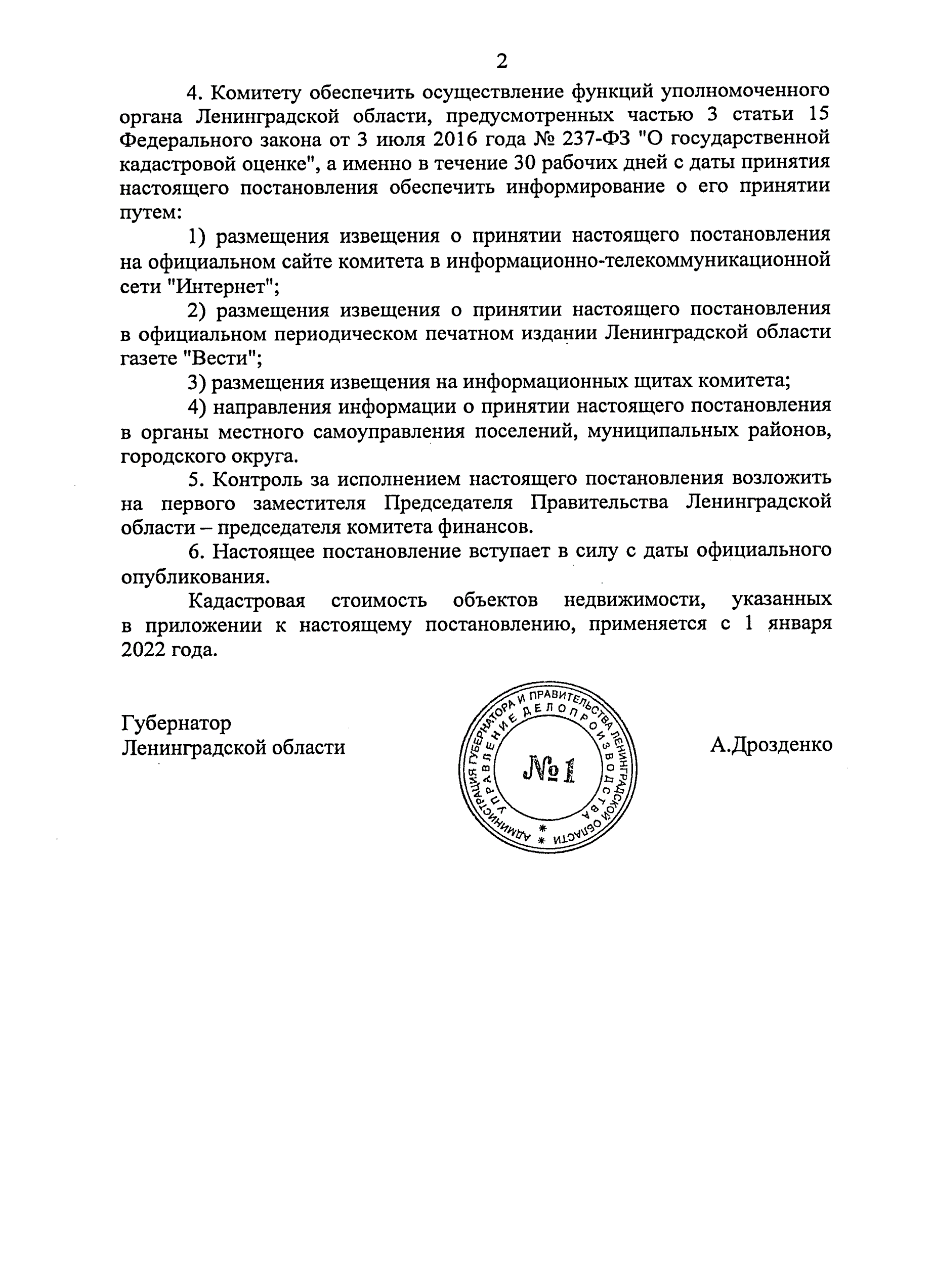 2
4. Комитету обеспечить осуществление функций уполномоченного
органа Ленинградской области, предусмотренных частью 3 статьи 15
Федерального закона от 3 июля 2016 года № 237-ФЗ "О государственной
кадастровой оценке", а именно в течение 30 рабочих дней с даты принятия
настоящего постановления обеспечить информирование о его принятии
путем:
1) размещения извещения о принятии настоящего постановления
на официальном сайте комитета в информационно-телекоммуникационной
сети "Интернет";
2) размещения извещения о принятии настоящего постановления
в официальном периодическом печатном издании Ленинградской области
газете "Вести";
3) размещения извещения на информационных щитах комитета;
4) направления информации о принятии настоящего постановления
в органы местного самоуправления поселений, муниципальных районов,
городского округа.
5. Контроль за исполнением настоящего постановления возложить
на первого заместителя Председателя Правительства Ленинградской
области – председателя комитета финансов.
6. Настоящее постановление вступает в силу с даты официального
опубликования.
Кадастровая стоимость объектов недвижимости, указанных
в приложении к настоящему постановлению, применяется с 1 января
2022 года.
Губернатор
Ленинградской области
А.Дрозденко
АДМИНИСТРАЦИЯ ГУБЕРНАТОРА И ПРАВИТЕЛЬСТВА ЛЕНИНГРАДСКОЙ ОБЛАСТИ *
УПРАВЛЕНИЕ ДЕЛОПРОИЗВОДСТВА *
№1